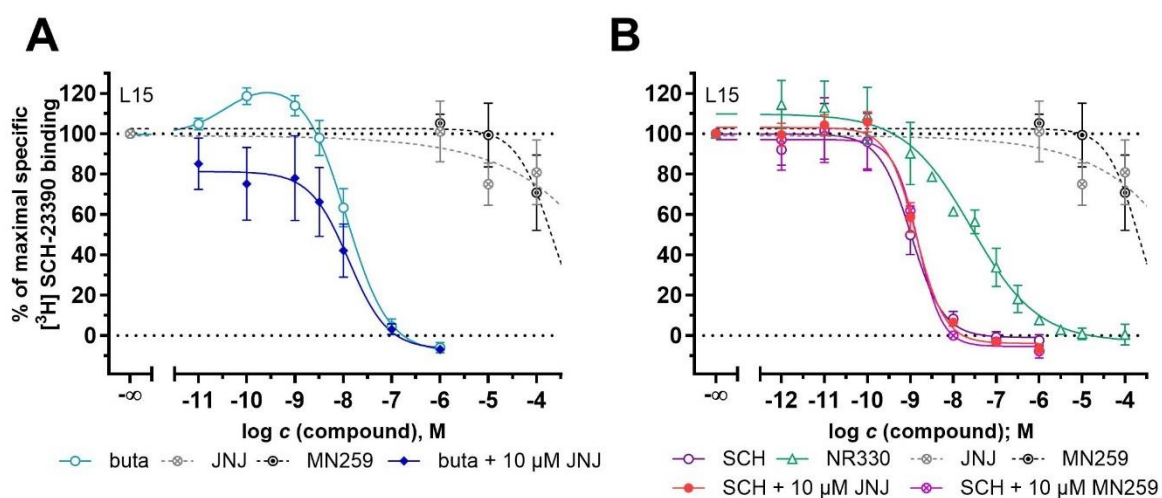 A
B
% of maximal specific
[³H] SCH-23390 binding
L15
120
100
80
60
40
20
0
-∞
-11
-10
-9
-8
-7
-6
-5
-4
log c (compound), M
buta
JNJ
MN259
buta + 10 µM JNJ
L15
120
100
80
60
40
20
0
-∞
-12
-11
-10
-9
-8
-7
-6
-5
-4
log c (compound); M
SCH
NR330
JNJ
MN259
SCH + 10 µM JNJ
SCH + 10 µM MN259